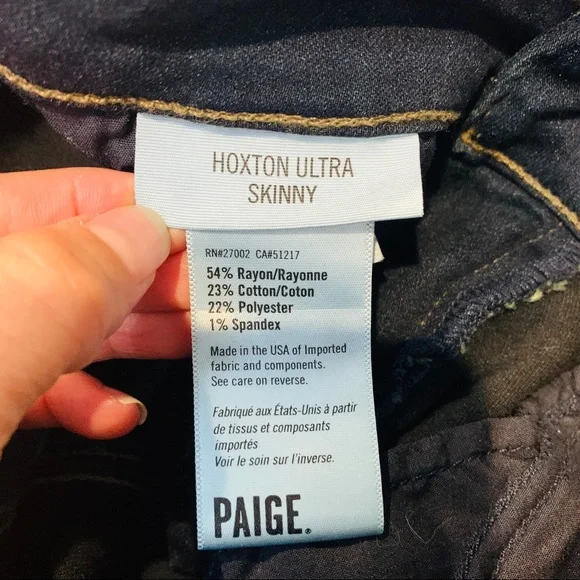 HOXTON ULTRA
SKINNY
RN#27002 CA#51217
54% Rayon/Rayonne
23% Cotton/Coton
22% Polyester
1% Spandex
Made in the USA of Imported
fabric and components.
See care on reverse.
Fabriqué aux États-Unis à partir
de tissus et composants
importés
Voir le soin sur l'inverse.
PAIGE®